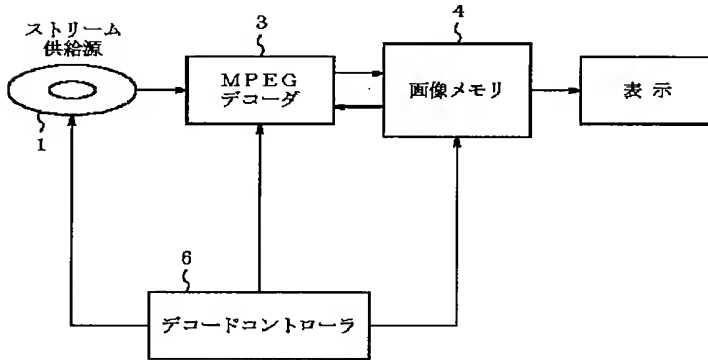 ストリーム
供給源
1
3
MPEG
デコーダ
4
画像メモリ
表示
6
デコードコントローラ